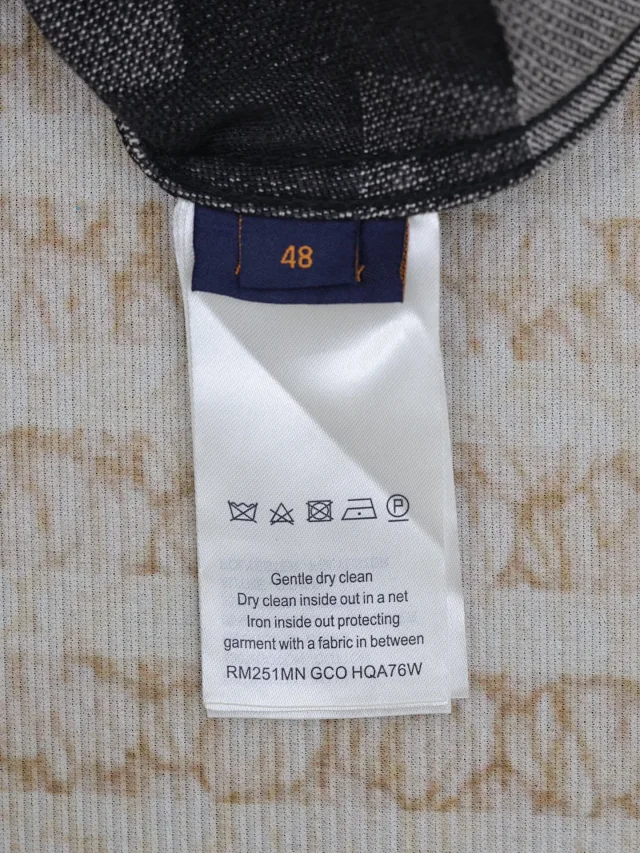 48
P
Gentle dry clean
Dry clean inside out in a net
Iron inside out protecting
garment with a fabric in between
RM251MN GCO HQA76W